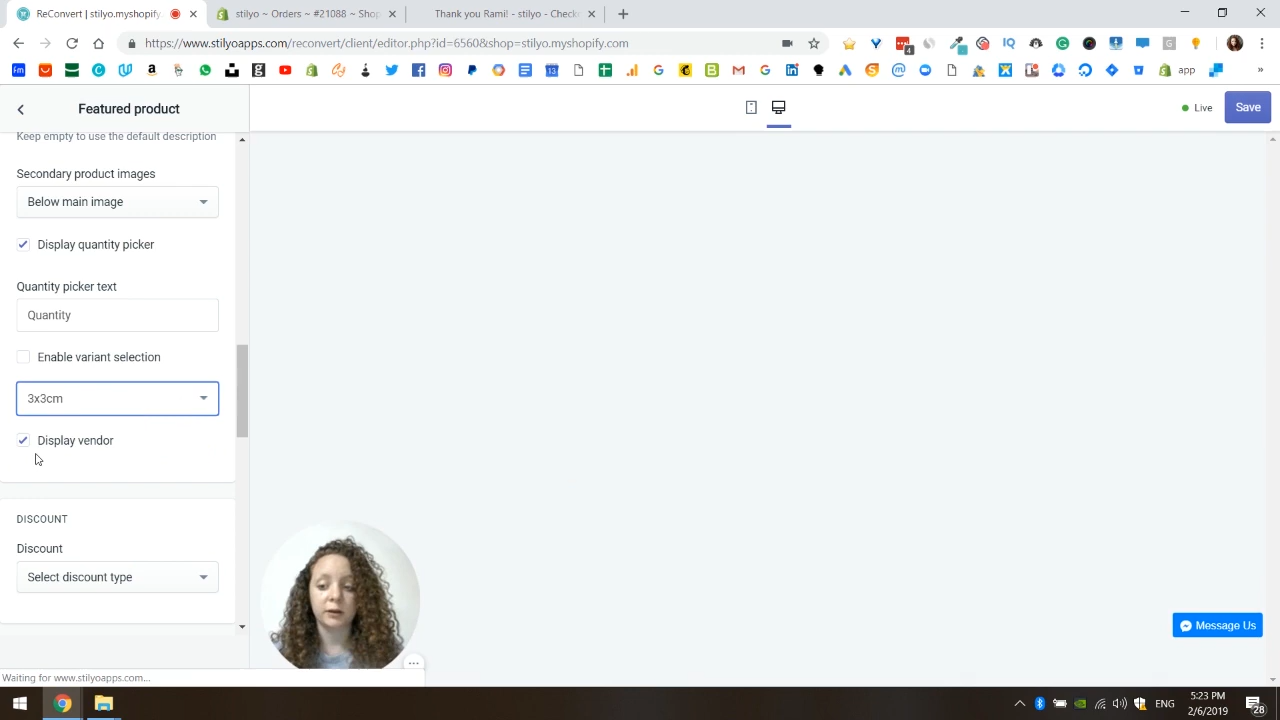 ReConvert | stilyo.myshopify
stilyo ~ Orders ~ #21088 ~ Shop
Thank you Rami! - stilyo - Check
https://www.stilyoapps.com/reconvert/client/editor.php?id=6560&shop=stilyo.myshopify.com
app
Featured product
Live
Save
Keep empty to use the default description
Secondary product images
Below main image
Display quantity picker
Quantity picker text
Quantity
Enable variant selection
3x3cm
Display vendor
DISCOUNT
Discount
Select discount type
Message Us
Waiting for www.stilyoapps.com...
5:23 PM
ENG
2/6/2019
28